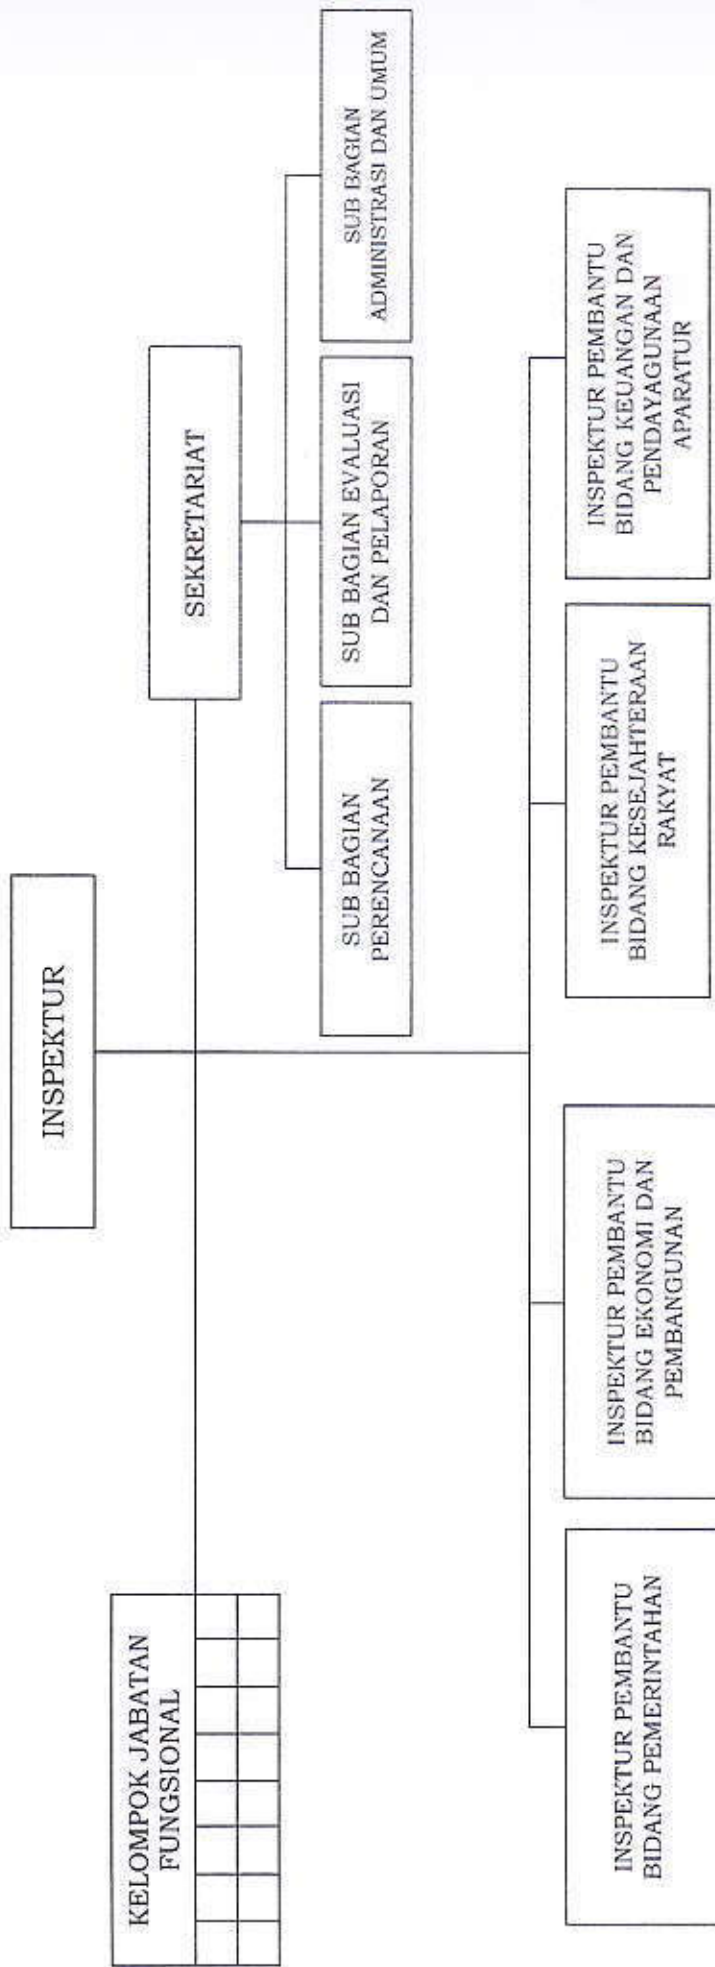 INSPEKTUR
KELOMPOK JABATAN
FUNGSIONAL
SEKRETARIAT
SUB BAGIAN
PERENCANAAN
SUB BAGIAN EVALUASI
DAN PELAPORAN
SUB BAGIAN
ADMINISTRASI DAN UMUM
INSPEKTUR PEMBANTU
BIDANG PEMERINTAHAN
INSPEKTUR PEMBANTU
BIDANG EKONOMI DAN
PEMBANGUNAN
INSPEKTUR PEMBANTU
BIDANG KESEJAHTERAAN
RAKYAT
INSPEKTUR PEMBANTU
BIDANG KEUANGAN DAN
PENDAYAGUNAAN
APARATUR